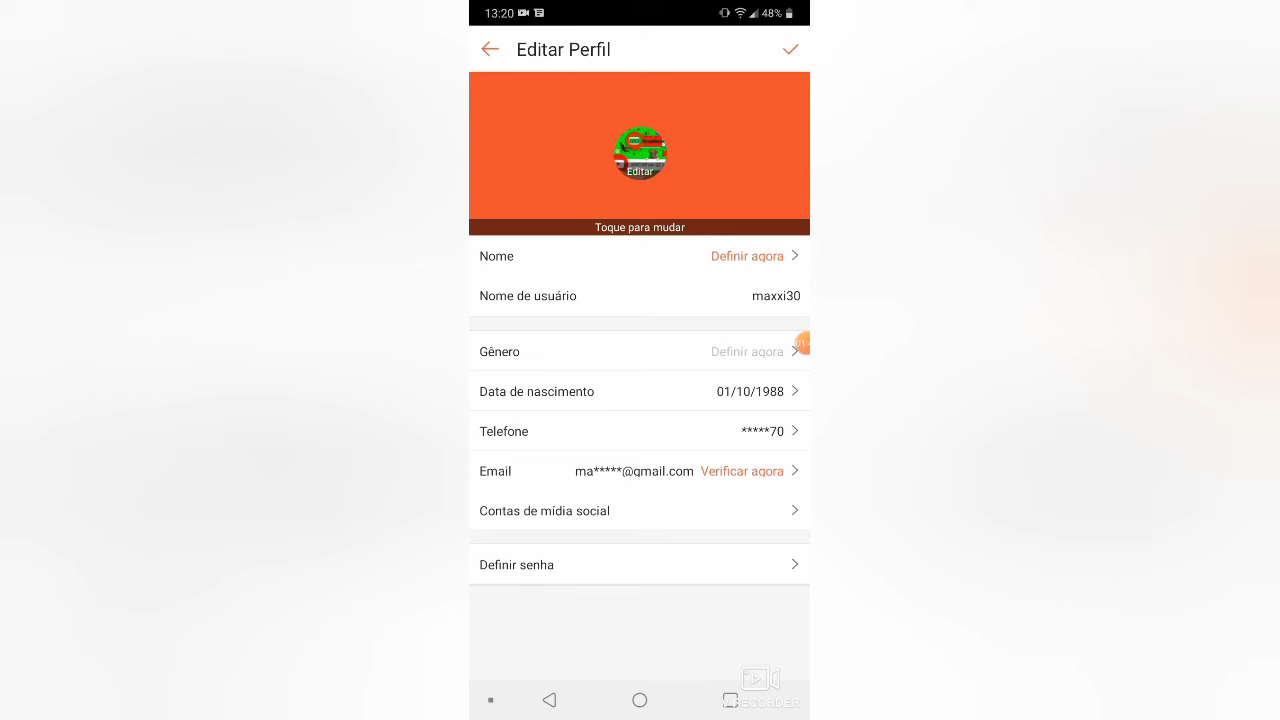 13:20 48%
Editar Perfil
Editar
Toque para mudar
Nome Definir agora
Nome de usuário maxxi30
Gênero Definir agora
Data de nascimento 01/10/1988
Telefone *****70
Email ma*****@gmail.com Verificar agora
Contas de mídia social
Definir senha
RECORDER